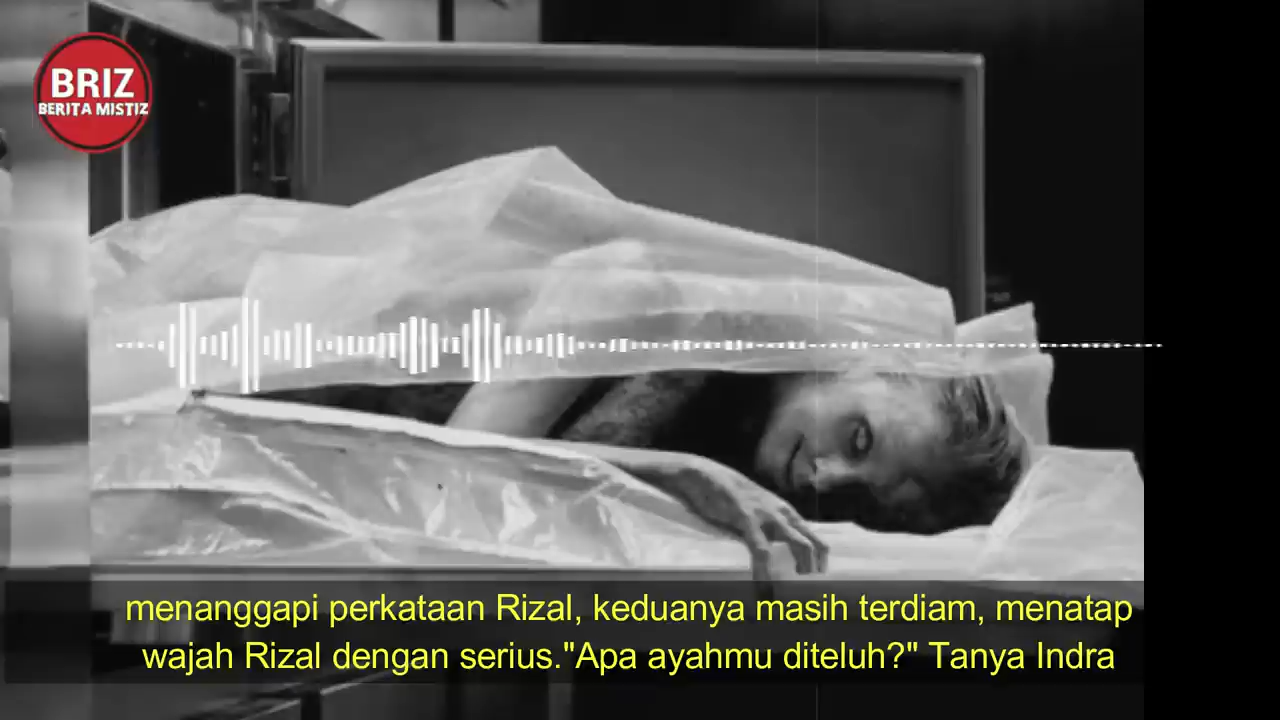 BRIZ
BERITA MISTIZ
menanggapi perkataan Rizal, keduanya masih terdiam, menatap
wajah Rizal dengan serius."Apa ayahmu diteluh?" Tanya Indra